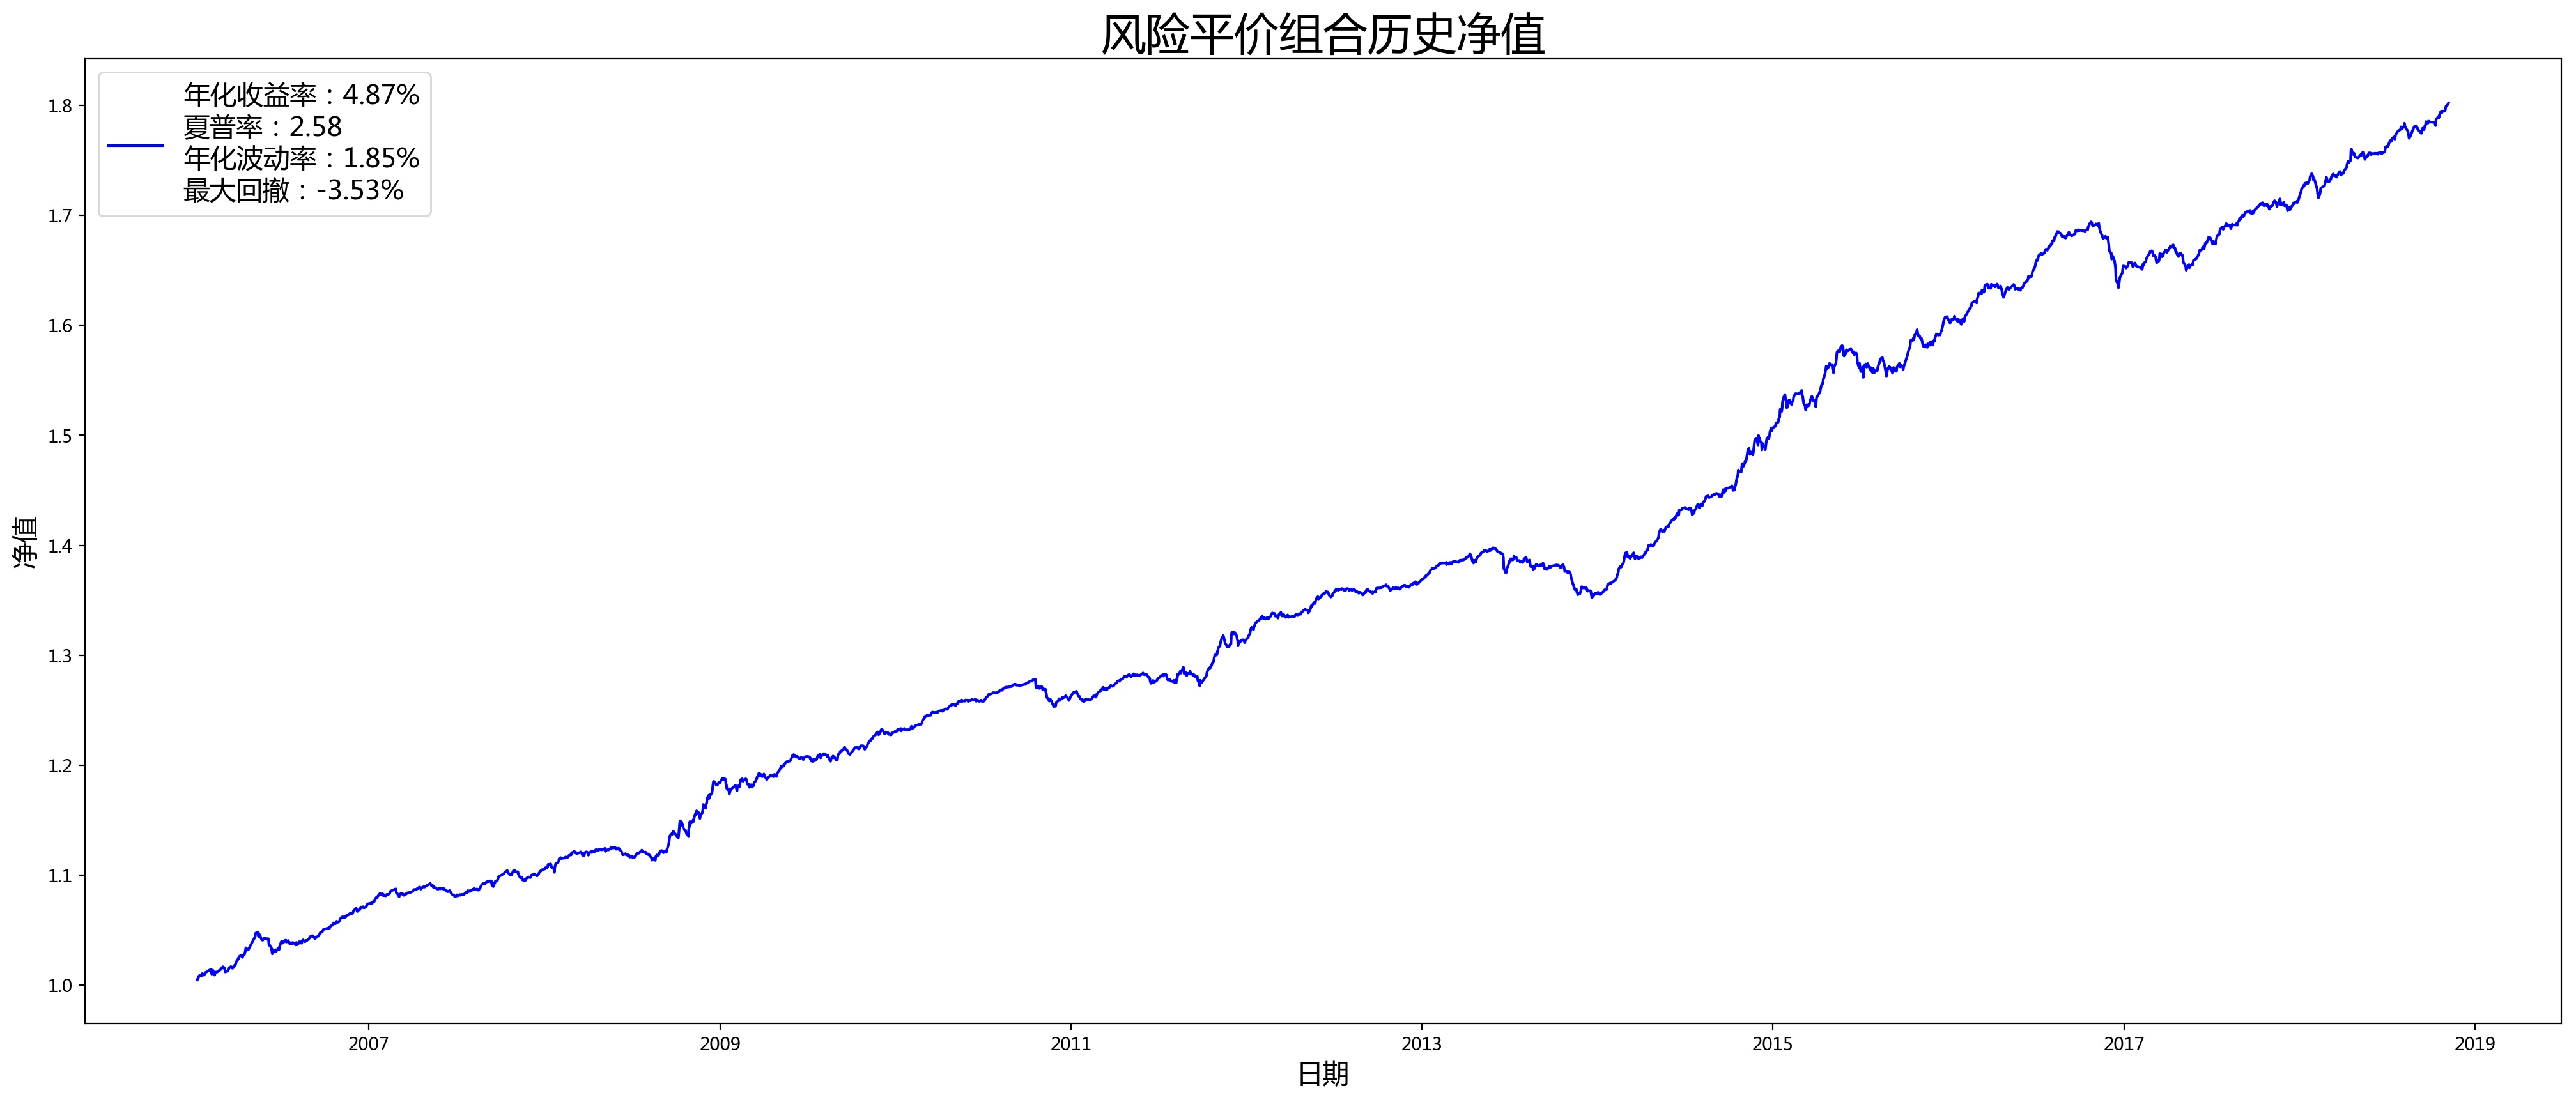 风险平价组合历史净值
年化收益率：4.87%
夏普率：2.58
年化波动率：1.85%
最大回撤：-3.53%
1.8
1.7
1.6
1.5
1.4
1.3
1.2
1.1
1.0
净值
2007
2009
2011
2013
2015
2017
2019
日期